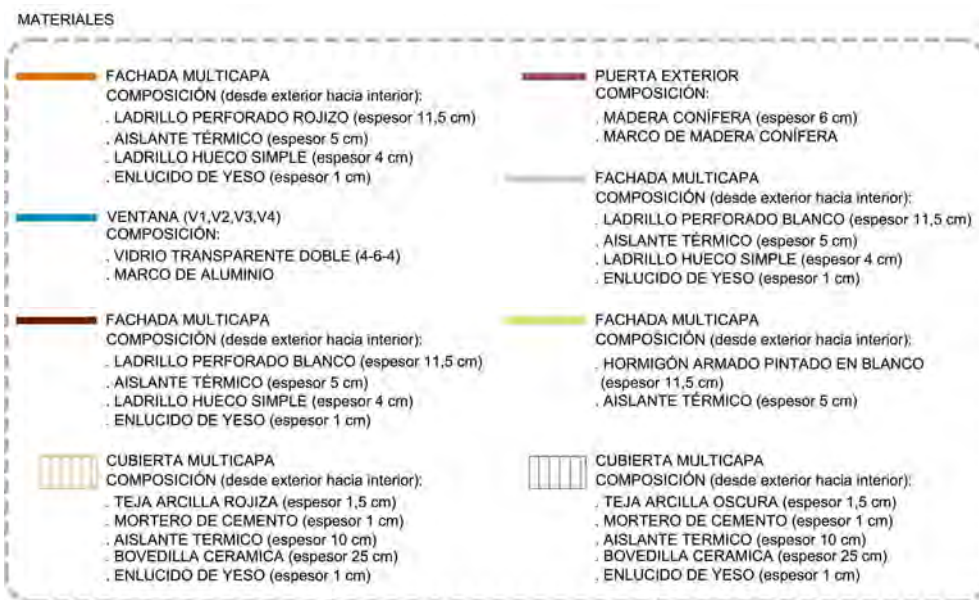 MATERIALES
FACHADA MULTICAPA
COMPOSICIÓN (desde exterior hacia interior):
. LADRILLO PERFORADO ROJIZO (espesor 11,5 cm)
. AISLANTE TÉRMICO (espesor 5 cm)
. LADRILLO HUECO SIMPLE (espesor 4 cm)
. ENLUCIDO DE YESO (espesor 1 cm)
VENTANA (V1,V2,V3,V4)
COMPOSICIÓN:
. VIDRIO TRANSPARENTE DOBLE (4-6-4)
. MARCO DE ALUMINIO
FACHADA MULTICAPA
COMPOSICIÓN (desde exterior hacia interior):
. LADRILLO PERFORADO BLANCO (espesor 11,5 cm)
. AISLANTE TÉRMICO (espesor 5 cm)
. LADRILLO HUECO SIMPLE (espesor 4 cm)
. ENLUCIDO DE YESO (espesor 1 cm)
CUBIERTA MULTICAPA
COMPOSICIÓN (desde exterior hacia interior):
. TEJA ARCILLA ROJIZA (espesor 1,5 cm)
. MORTERO DE CEMENTO (espesor 1 cm)
. AISLANTE TERMICO (espesor 10 cm)
. BOVEDILLA CERAMICA (espesor 25 cm)
. ENLUCIDO DE YESO (espesor 1 cm)
PUERTA EXTERIOR
COMPOSICIÓN:
. MADERA CONÍFERA (espesor 6 cm)
. MARCO DE MADERA CONÍFERA
FACHADA MULTICAPA
COMPOSICIÓN (desde exterior hacia interior):
. LADRILLO PERFORADO BLANCO (espesor 11,5 cm)
. AISLANTE TÉRMICO (espesor 5 cm)
. LADRILLO HUECO SIMPLE (espesor 4 cm)
. ENLUCIDO DE YESO (espesor 1 cm)
FACHADA MULTICAPA
COMPOSICIÓN (desde exterior hacia interior):
. HORMIGÓN ARMADO PINTADO EN BLANCO
(espesor 11,5 cm)
. AISLANTE TÉRMICO (espesor 5 cm)
CUBIERTA MULTICAPA
COMPOSICIÓN (desde exterior hacia interior):
. TEJA ARCILLA OSCURA (espesor 1,5 cm)
. MORTERO DE CEMENTO (espesor 1 cm)
. AISLANTE TERMICO (espesor 10 cm)
. BOVEDILLA CERAMICA (espesor 25 cm)
. ENLUCIDO DE YESO (espesor 1 cm)